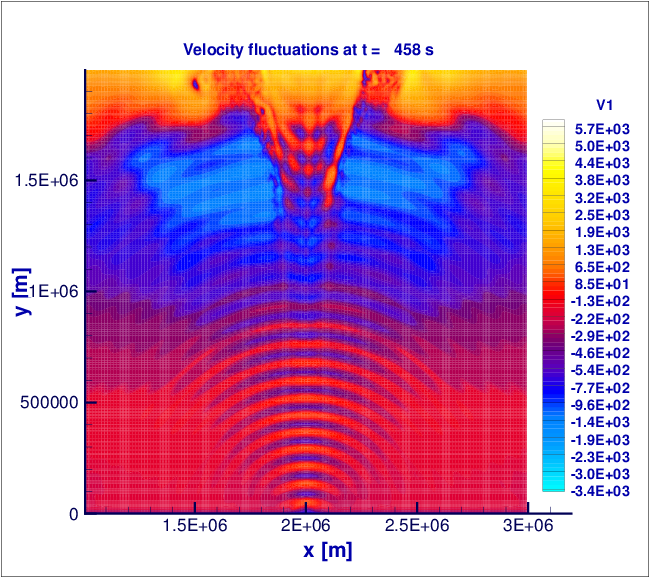 Velocity fluctuations at t = 458 s
V1
5.7E+03
5.0E+03
4.4E+03
3.8E+03
3.2E+03
2.5E+03
1.9E+03
1.3E+03
6.5E+02
8.5E+01
-1.3E+02
-2.2E+02
-2.9E+02
-4.6E+02
-5.4E+02
-7.7E+02
-9.6E+02
-1.4E+03
-1.9E+03
-2.3E+03
-3.0E+03
-3.4E+03
y [m]
1.5E+06
1E+06
500000
0
1.5E+06
2E+06
2.5E+06
3E+06
x [m]